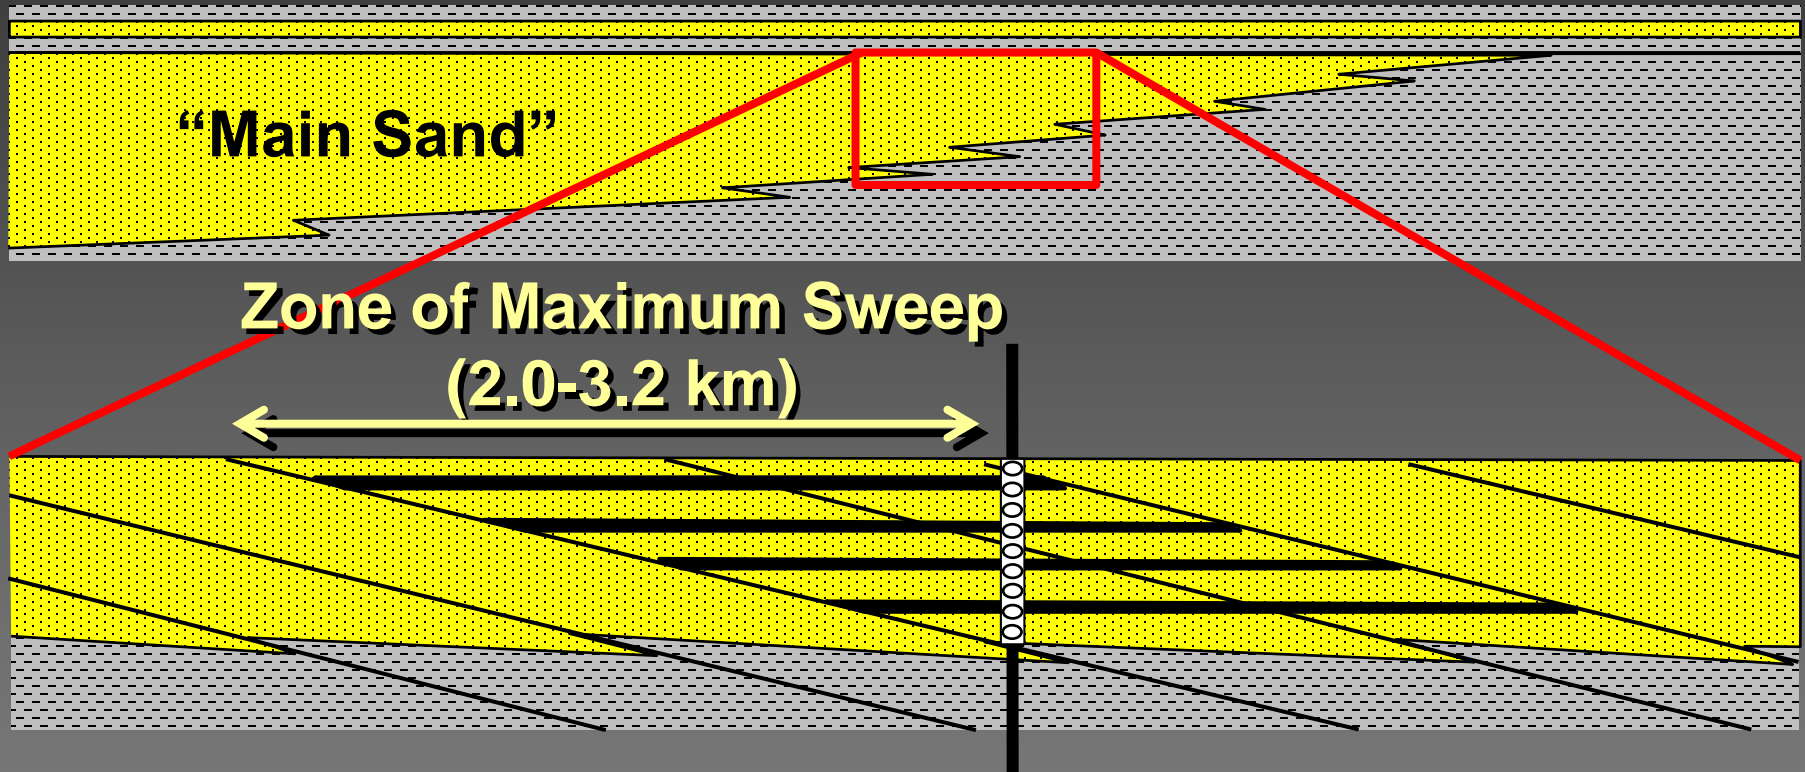 “Main Sand”
Zone of Maximum Sweep
(2.0-3.2 km)